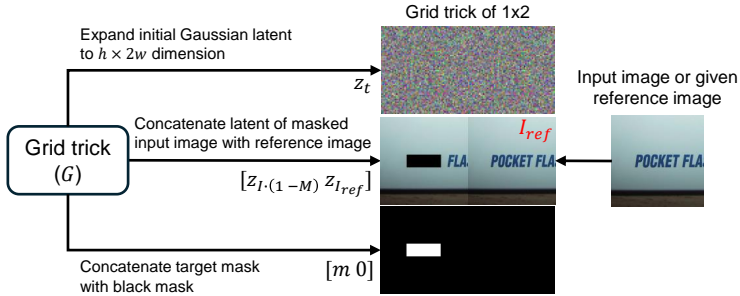 Grid trick of 1x2
Expand initial Gaussian latent
to h × 2w dimension
z_t
Input image or given
reference image
Concatenate latent of masked
input image with reference image
I_ref
Grid trick
(G)
FLA
POCKET FLA
POCKET FLA
[z_{I·(1−M)} z_{I_ref}]
Concatenate target mask
with black mask
[m 0]